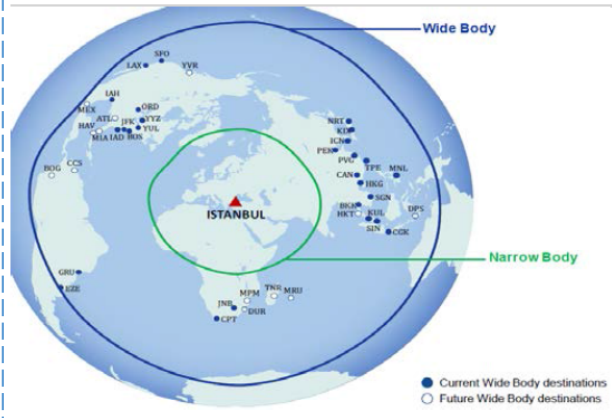 Wide Body
SFO
LAX
YVR
IAH
MEX
ORD
ATL
JFK
YYZ
HAV
YUL
MIA IAD BOS
BOG
CCS
NRT
KIX
ICN
PEK
PVG
TPE
MNL
CAN
HKG
SGN
BKK
HKT
KUL
DPS
SIN
CGK
ISTANBUL
Narrow Body
GRU
EZE
TNR
MPM
MRU
JNB
DUR
CPT
Current Wide Body destinations
Future Wide Body destinations